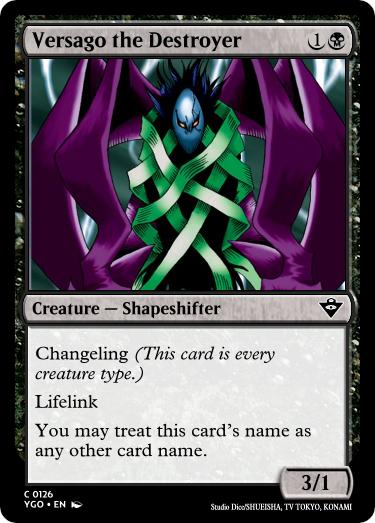 Versago the Destroyer 1
Creature — Shapeshifter
Changeling (This card is every
creature type.)
Lifelink
You may treat this card's name as
any other card name.
3/1
C 0126
YGO • EN
Studio Dice/SHUEISHA, TV TOKYO, KONAMI